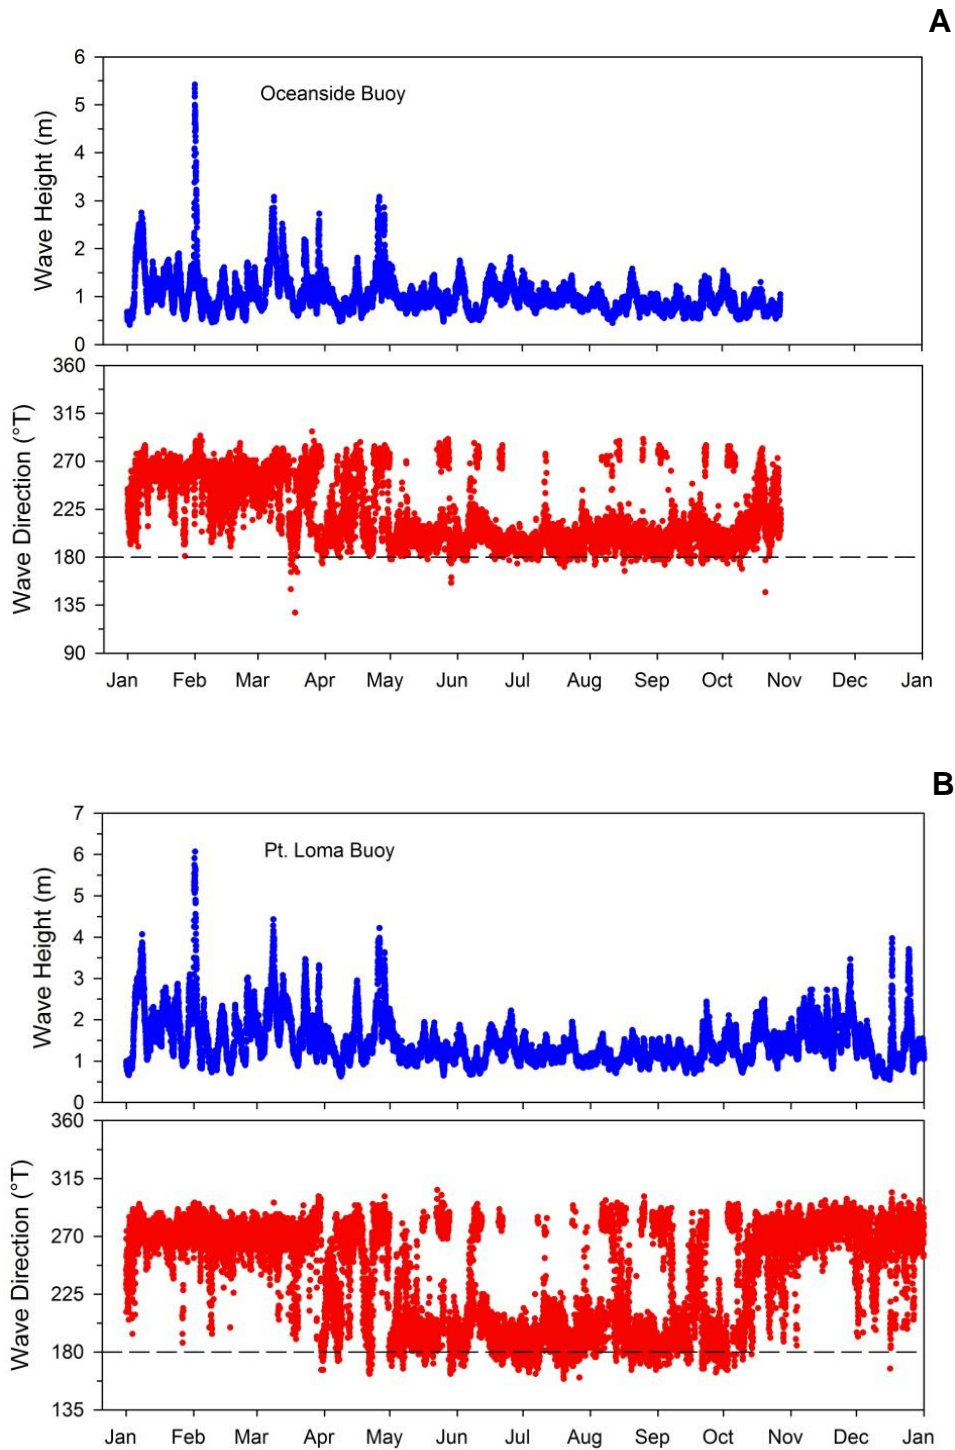 A
6
5
4
3
2
1
0
Wave Height (m)
Oceanside Buoy
360
315
270
225
180
135
90
Wave Direction (°T)
Jan Feb Mar Apr May Jun Jul Aug Sep Oct Nov Dec Jan
B
7
6
5
4
3
2
1
0
Wave Height (m)
Pt. Loma Buoy
360
315
270
225
180
135
Wave Direction (°T)
Jan Feb Mar Apr May Jun Jul Aug Sep Oct Nov Dec Jan